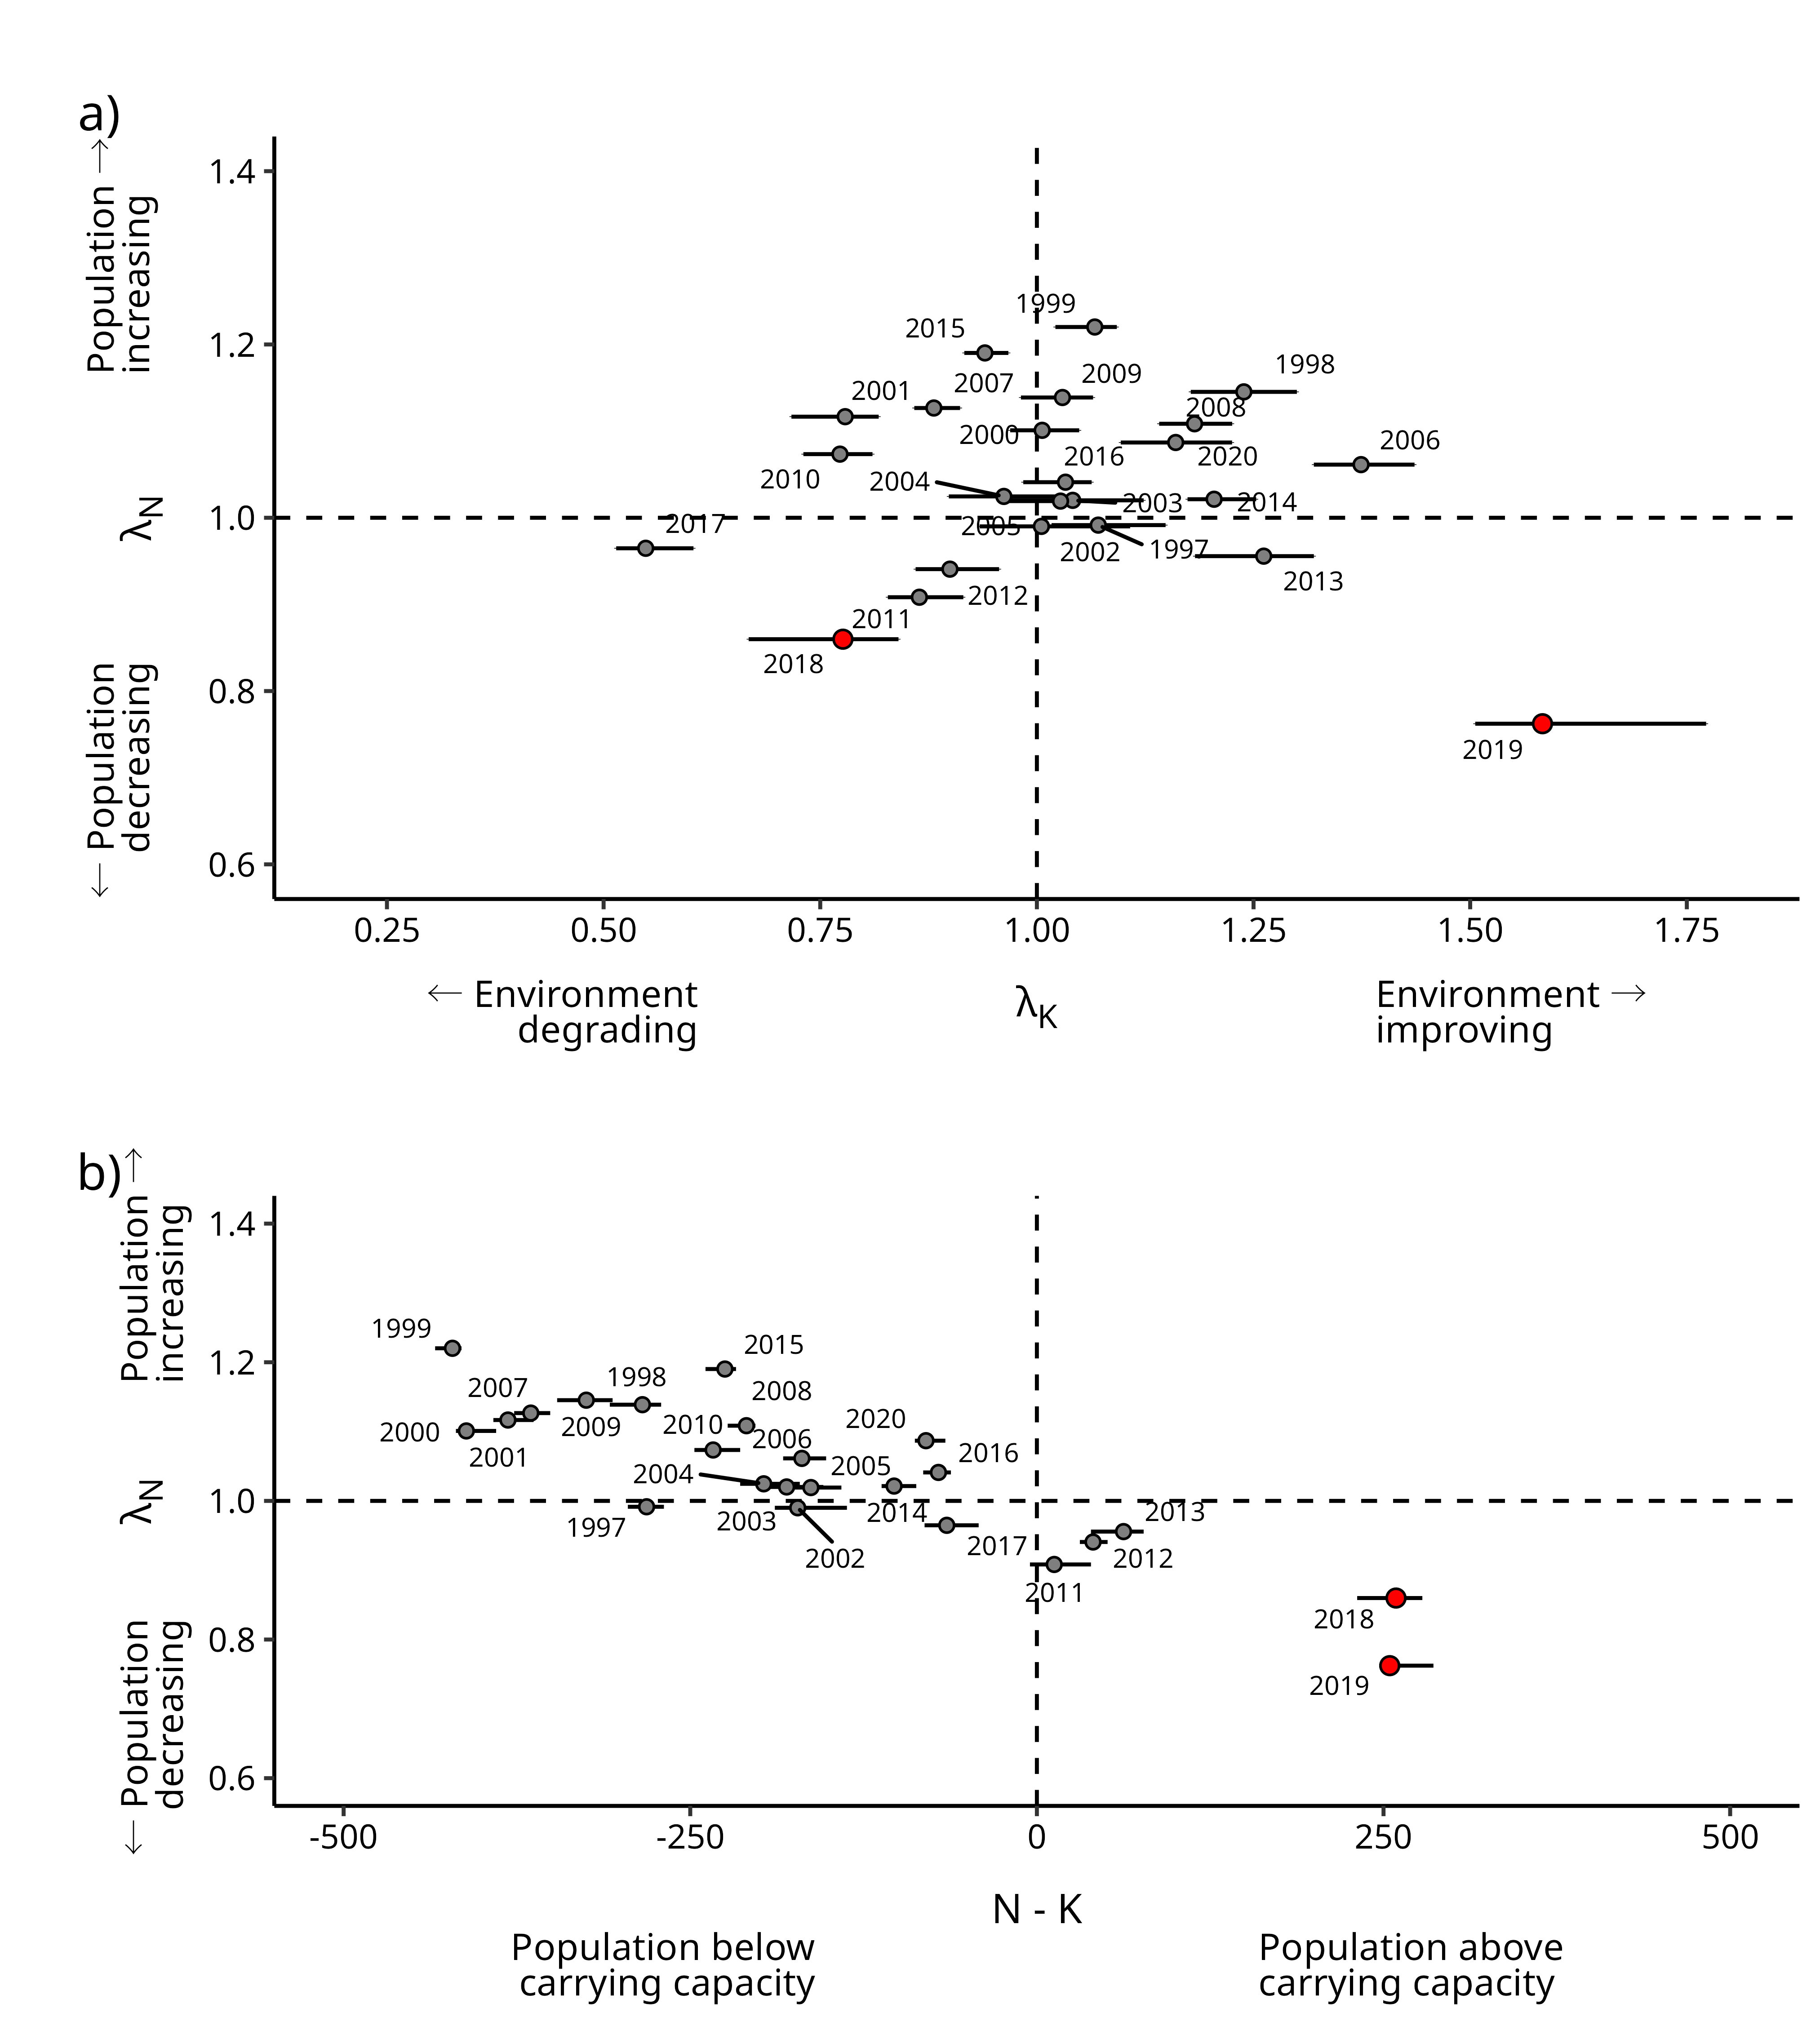 a)
Population →
increasing
λN
← Population
decreasing
1.4
1.2
1.0
0.8
0.6
1999
2015
1998
2009
2007
2001
2008
2000
2006
2016
2020
2010
2004
2003
2014
2017
2005
2002
1997
2013
2012
2011
2018
2019
0.25 0.50 0.75 1.00 1.25 1.50 1.75
← Environment
degrading
λK
Environment →
improving
b)
Population →
increasing
λN
← Population
decreasing
1.4
1.2
1.0
0.8
0.6
1999
2015
1998
2007
2008
2020
2000
2009
2010
2006
2001
2016
2004
2005
2014
2013
1997
2003
2017
2002
2012
2011
2018
2019
-500 -250 0 250 500
N - K
Population below
carrying capacity
Population above
carrying capacity